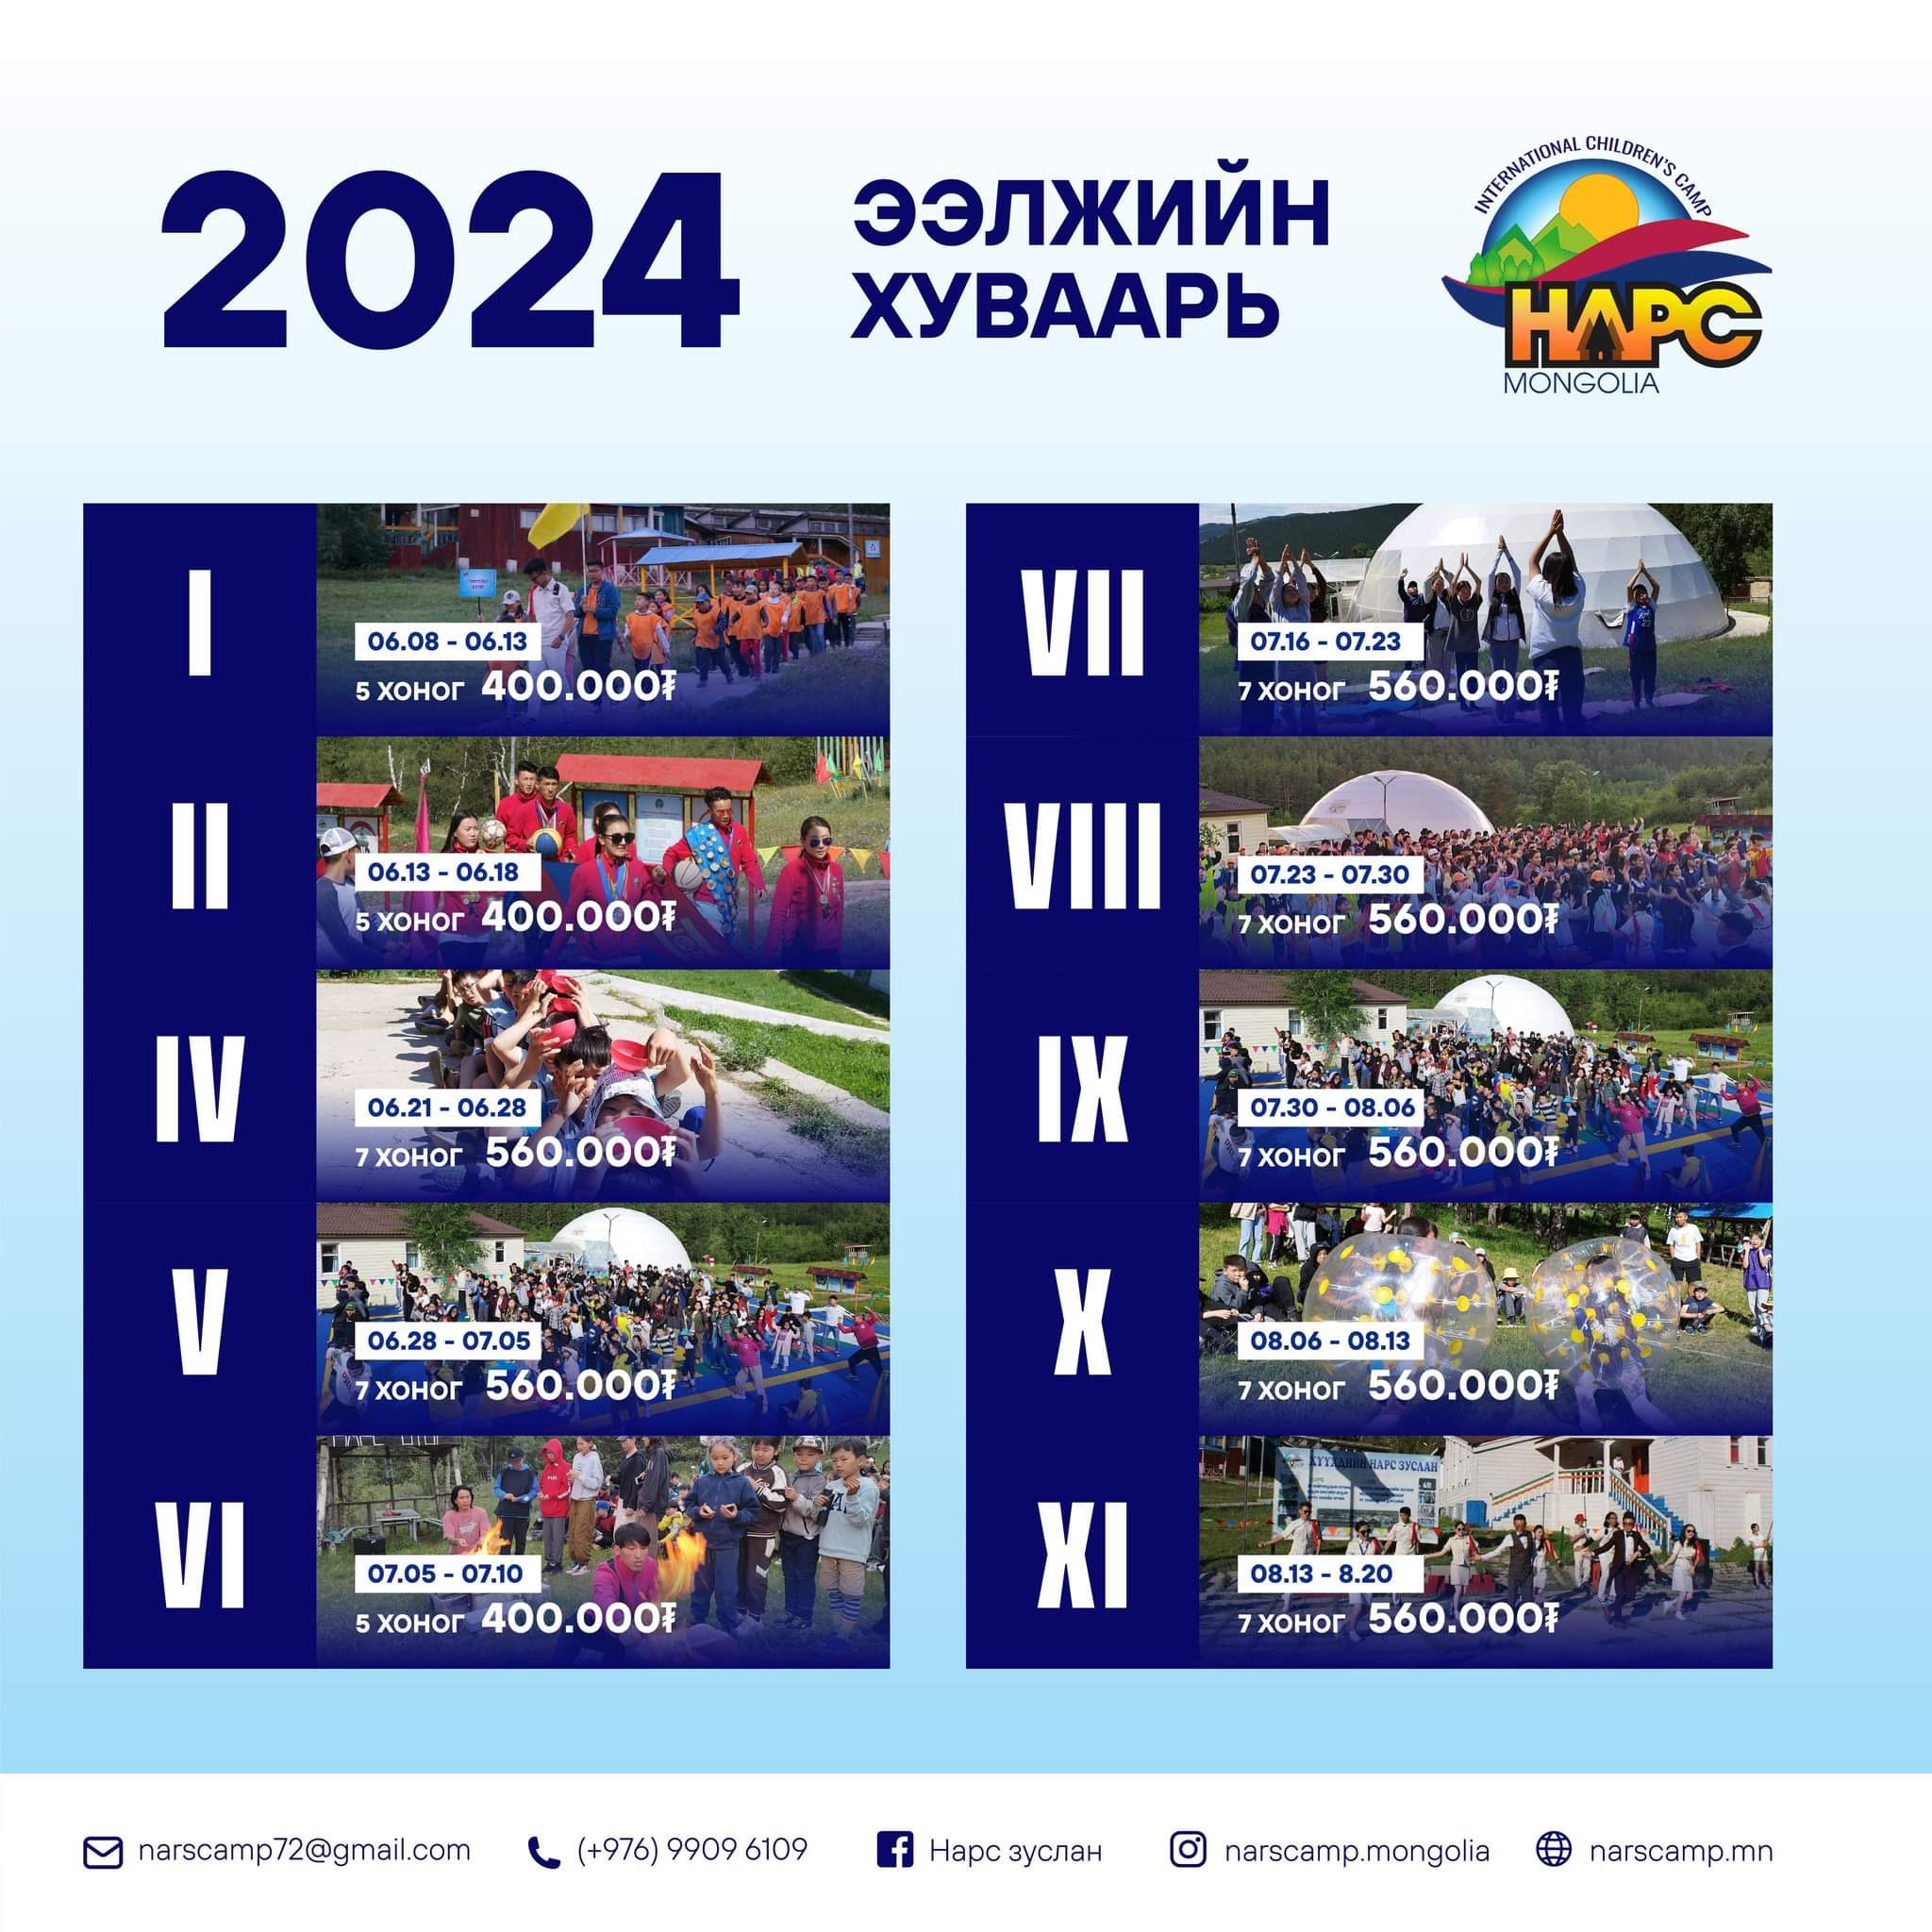 2024
ЭЭЛЖИЙН
ХУВААРЬ
INTERNATIONAL CHILDREN'S CAMP
НАРС
MONGOLIA
I
06.08 - 06.13
5 ХОНОГ 400.000₮
II
06.13 - 06.18
5 ХОНОГ 400.000₮
IV
06.21 - 06.28
7 ХОНОГ 560.000₮
V
06.28 - 07.05
7 ХОНОГ 560.000₮
VI
07.05 - 07.10
5 ХОНОГ 400.000₮
VII
07.16 - 07.23
7 ХОНОГ 560.000₮
VIII
07.23 - 07.30
7 ХОНОГ 560.000₮
IX
07.30 - 08.06
7 ХОНОГ 560.000₮
X
08.06 - 08.13
7 ХОНОГ 560.000₮
XI
ХҮҮХДИЙН НАРС ЗУСЛАН
08.13 - 8.20
7 ХОНОГ 560.000₮
narscamp72@gmail.com
(+976) 9909 6109
Нарс зуслан
narscamp.mongolia
narscamp.mn